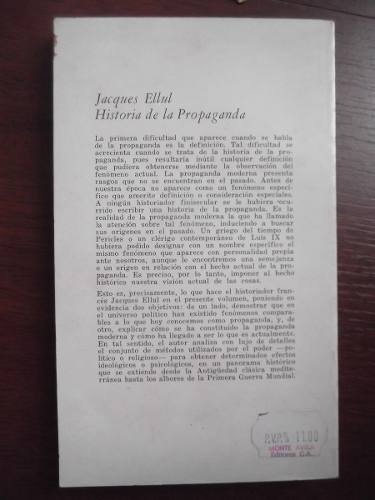 Jacques Ellul
Historia de la Propaganda
La primera dificultad que aparece cuando se habla
de la propaganda es la definición. Tal dificultad se
acrecienta cuando se trata de la historia de la pro-
paganda, pues resultaría inútil cualquier definición
que pudiera obtenerse mediante la observación del
fenómeno actual. La propaganda moderna presenta
rasgos que no se encuentran en el pasado. Antes de
nuestra época no aparece como un fenómeno especí-
fico que amerite definición o consideración especiales.
A ningún historiador finisecular se le hubiera ocu-
rrido escribir una historia de la propaganda. Es la
realidad de la propaganda moderna la que ha llamado
la atención sobre tal fenómeno, induciendo a buscar
sus orígenes en el pasado. Un griego del tiempo de
Pericles o un clérigo contemporáneo de Luis IX no
hubiera podido designar con un nombre específico el
mismo fenómeno que aparece con personalidad propia
ante nosotros, aunque le encontremos una semejanza
o un origen en relación con el hecho actual de la pro-
paganda. Es preciso, por lo tanto, imponer al hecho
histórico nuestra visión actual de las cosas.
Esto es, precisamente, lo que hace el historiador fran-
cés Jacques Ellul en el presente volumen, poniendo en
evidencia dos objetivos: de un lado, demostrar que en
el universo político han existido fenómenos compara-
bles a lo que hoy conocemos como propaganda, y, de
otro, explicar cómo se ha constituido la propaganda
moderna y cómo ha llegado a ser lo que es actualmente.
En tal sentido, el autor analiza con lujo de detalles
el conjunto de métodos utilizados por el poder —po-
lítico o religioso— para obtener determinados efectos
ideológicos o psicológicos, en un panorama histórico
que se extiende desde la Antigüedad clásica medite-
rránea hasta los albores de la Primera Guerra Mundial.
11.00
MONTE AVILA
Editores C.A.